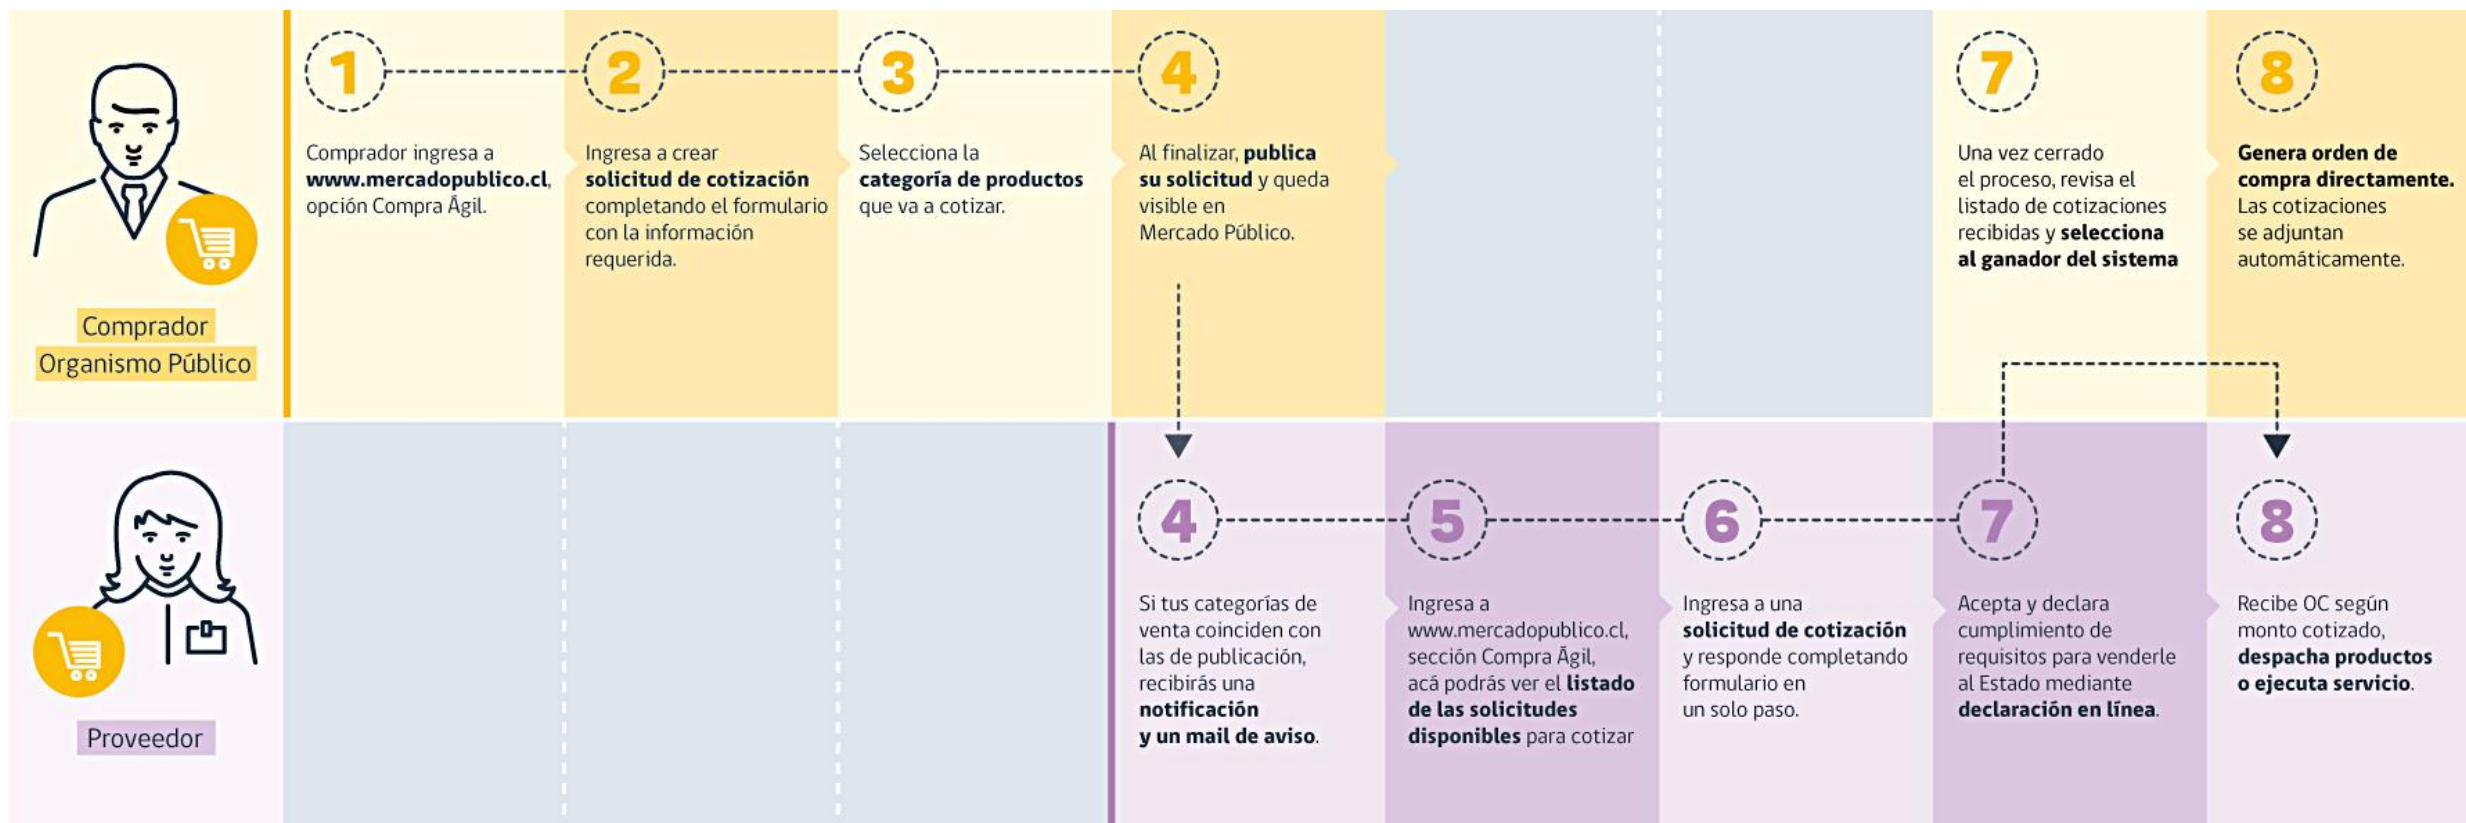 1
Comprador ingresa a
www.mercadopublico.cl,
opción Compra Ágil.
2
Ingresa a crear
solicitud de cotización
completando el formulario
con la información
requerida.
3
Selecciona la
categoría de productos
que va a cotizar.
4
Al finalizar, publica
su solicitud y queda
visible en
Mercado Público.
7
Una vez cerrado
el proceso, revisa el
listado de cotizaciones
recibidas y selecciona
al ganador del sistema
8
Genera orden de
compra directamente.
Las cotizaciones
se adjuntan
automáticamente.
Comprador
Organismo Público
4
Si tus categorías de
venta coinciden con
las de publicación,
recibirás una
notificación
y un mail de aviso.
5
Ingresa a
www.mercadopublico.cl,
sección Compra Ágil,
acá podrás ver el listado
de las solicitudes
disponibles para cotizar
6
Ingresa a una
solicitud de cotización
y responde completando
formulario en
un solo paso.
7
Acepta y declara
cumplimiento de
requisitos para venderle
al Estado mediante
declaración en línea.
8
Recibe OC según
monto cotizado,
despacha productos
o ejecuta servicio.
Proveedor